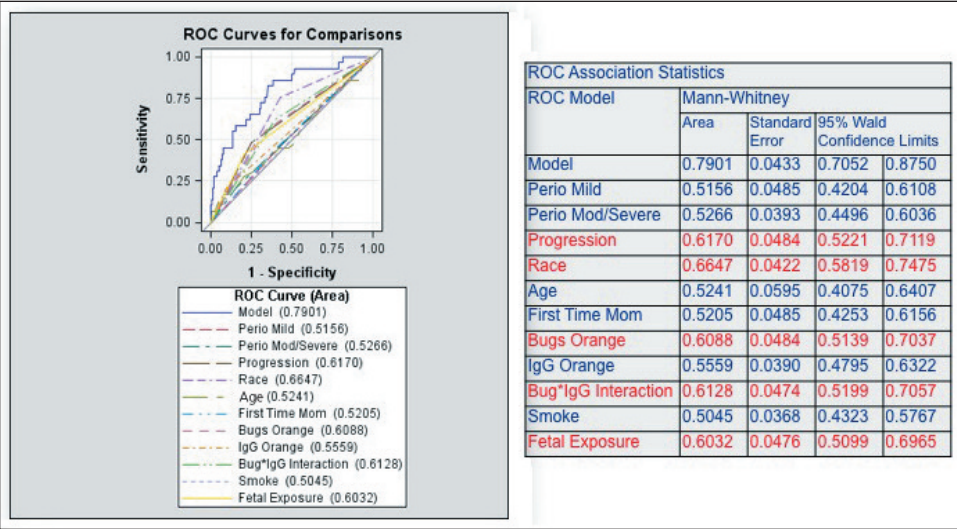 ROC Curves for Comparisons
1.00
0.75
0.50
0.25
0.00
Sensitivity
0.00 0.25 0.50 0.75 1.00
1 - Specificity
ROC Curve (Area)
Model (0.7901)
Perio Mild (0.5156)
Perio Mod/Severe (0.5266)
Progression (0.6170)
Race (0.6647)
Age (0.5241)
First Time Mom (0.5205)
Bugs Orange (0.6088)
IgG Orange (0.5559)
Bug*IgG Interaction (0.6128)
Smoke (0.5045)
Fetal Exposure (0.6032)
ROC Association Statistics
ROC Model Mann-Whitney
Area Standard 95% Wald
Error Confidence Limits
Model 0.7901 0.0433 0.7052 0.8750
Perio Mild 0.5156 0.0485 0.4204 0.6108
Perio Mod/Severe 0.5266 0.0393 0.4496 0.6036
Progression 0.6170 0.0484 0.5221 0.7119
Race 0.6647 0.0422 0.5819 0.7475
Age 0.5241 0.0595 0.4075 0.6407
First Time Mom 0.5205 0.0485 0.4253 0.6156
Bugs Orange 0.6088 0.0484 0.5139 0.7037
IgG Orange 0.5559 0.0390 0.4795 0.6322
Bug*IgG Interaction 0.6128 0.0474 0.5199 0.7057
Smoke 0.5045 0.0368 0.4323 0.5767
Fetal Exposure 0.6032 0.0476 0.5099 0.6965